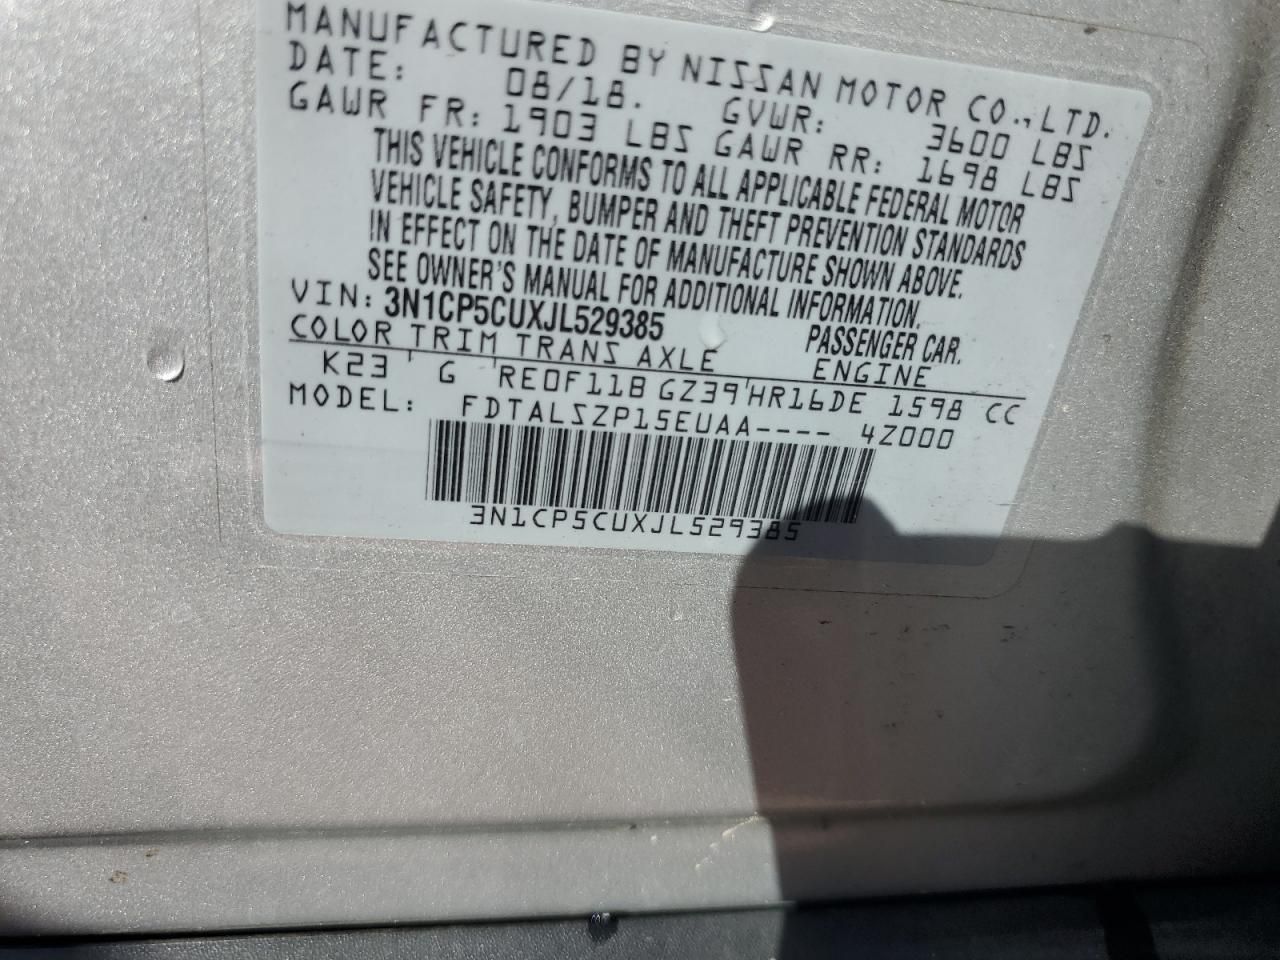 MANUFACTURED BY NISSAN MOTOR CO.,LTD.
DATE: 08/18. GVWR: 3600 LBS
GAWR FR: 1903 LBS GAWR RR: 1698 LBS
THIS VEHICLE CONFORMS TO ALL APPLICABLE FEDERAL MOTOR
VEHICLE SAFETY, BUMPER AND THEFT PREVENTION STANDARDS
IN EFFECT ON THE DATE OF MANUFACTURE SHOWN ABOVE.
SEE OWNER'S MANUAL FOR ADDITIONAL INFORMATION.
VIN: 3N1CP5CUXJL529385 PASSENGER CAR.
COLOR TRIM TRANS AXLE ENGINE
K23 ' G 'RE0F11B GZ39'HR16DE 1598 CC
MODEL: FDTALSZP15EUAA---- 4Z000
3N1CP5CUXJL529385